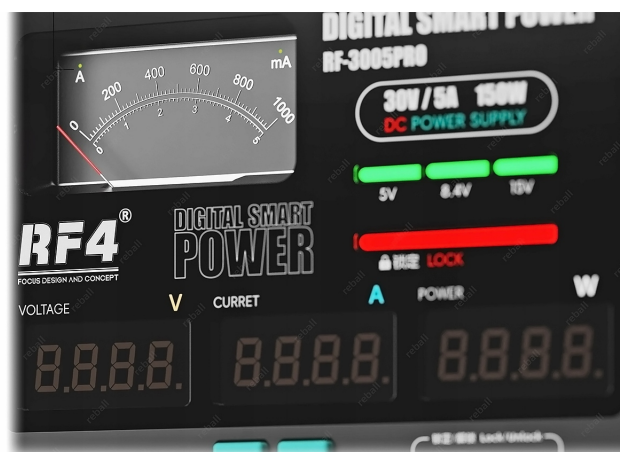 DIGITAL SMART POWER
RF-3005PRO
A
mA
0 200 400 600 800 1000
0 1 2 3 4 5
30V / 5A 150W
DC POWER SUPPLY
5V 8.4V 15V
锁定 LOCK
RF4®
FOCUS DESIGN AND CONCEPT
DIGITAL SMART
POWER
VOLTAGE V CURRET A POWER W
8.8.8.8. 8.8.8.8. 8.8.8.8.
Lock/Unlock
reball